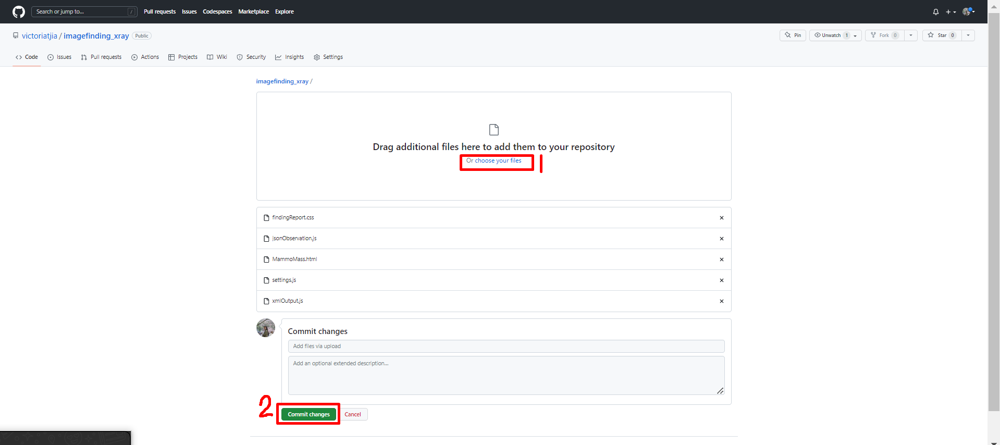 Search or jump to... /
Pull requests Issues Codespaces Marketplace Explore
victoriatjia / imagefinding_xray Public
Pin Unwatch 1 Fork 0 Star 0
Code Issues Pull requests Actions Projects Wiki Security Insights Settings
imagefinding_xray /
Drag additional files here to add them to your repository
Or choose your files 1
findingReport.css
jsonObservation.js
MammoMass.html
settings.js
xmlOutput.js
Commit changes
Add files via upload
Add an optional extended description...
2 Commit changes Cancel